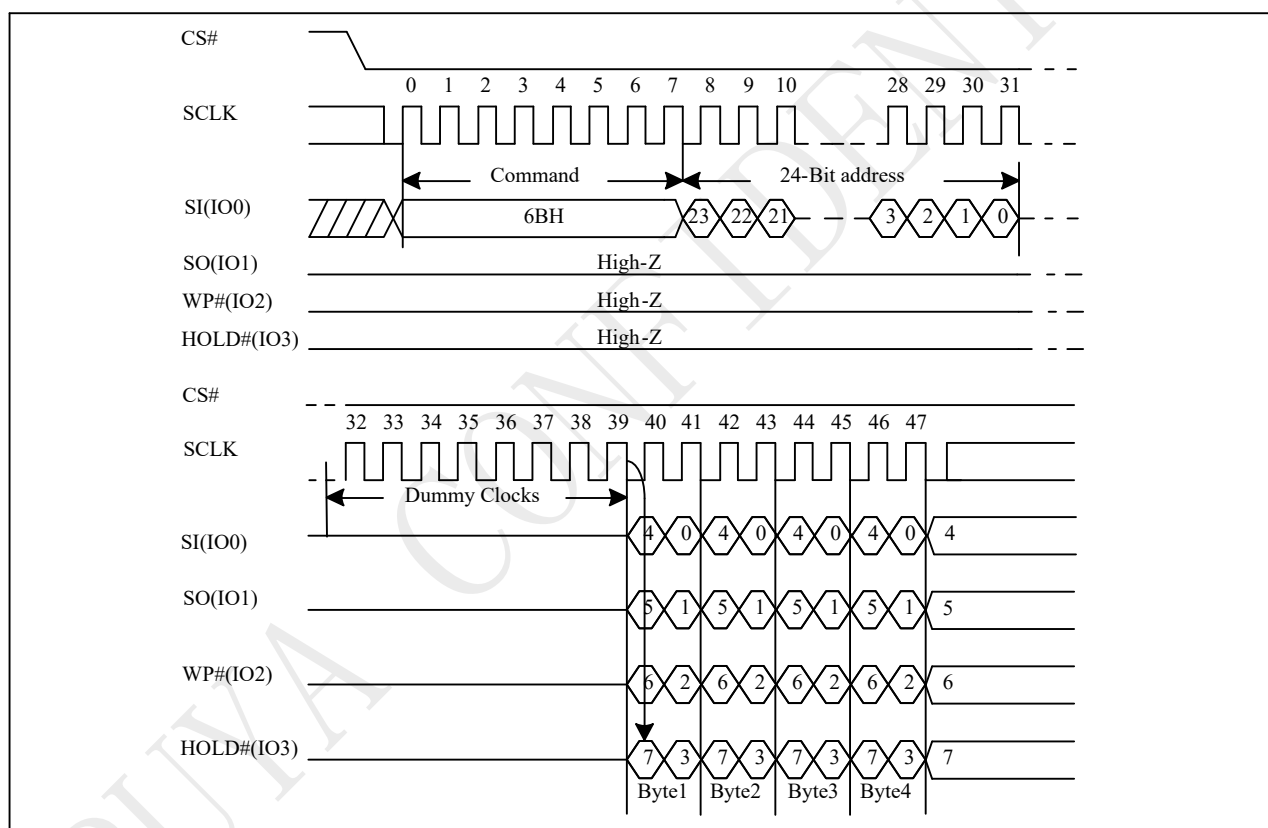 CS#
0 1 2 3 4 5 6 7 8 9 10 28 29 30 31
SCLK
Command 24-Bit address
SI(IO0) 6BH 23 22 21 3 2 1 0
SO(IO1) High-Z
WP#(IO2) High-Z
HOLD#(IO3) High-Z
CS#
32 33 34 35 36 37 38 39 40 41 42 43 44 45 46 47
SCLK
Dummy Clocks
SI(IO0) 4 0 4 0 4 0 4 0 4
SO(IO1) 5 1 5 1 5 1 5 1 5
WP#(IO2) 6 2 6 2 6 2 6 2 6
HOLD#(IO3) 7 3 7 3 7 3 7 3 7
Byte1 Byte2 Byte3 Byte4
PUYA CONFIDENT